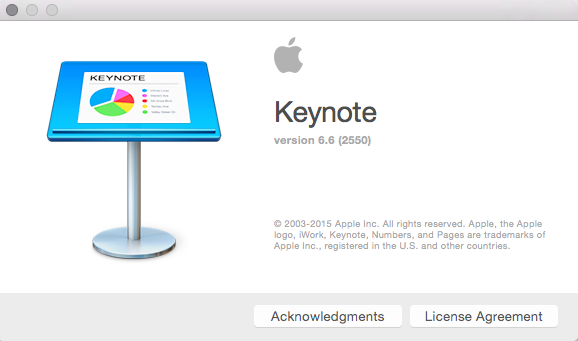 KEYNOTE
Keynote
version 6.6 (2550)
© 2003-2015 Apple Inc. All rights reserved. Apple, the Apple
logo, iWork, Keynote, Numbers, and Pages are trademarks of
Apple Inc., registered in the U.S. and other countries.
Acknowledgments
License Agreement